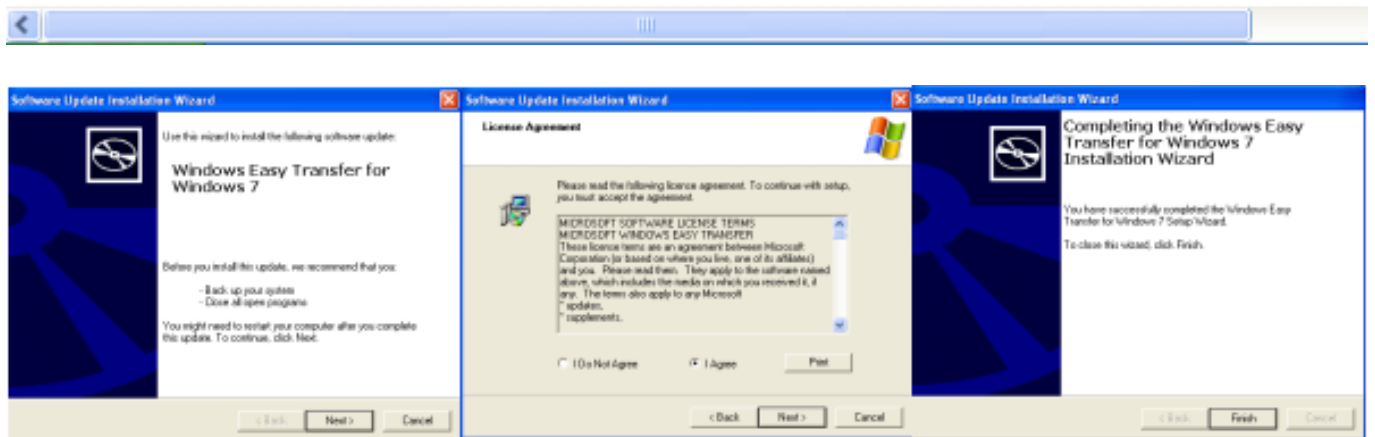 Software Update Installation Wizard
Use this wizard to install the following software update:
Windows Easy Transfer for
Windows 7
Before you install this update, we recommend that you:
- Back up your system
- Close all open programs
You might need to restart your computer after you complete
this update. To continue, click Next.
< Back
Next >
Cancel
Software Update Installation Wizard
License Agreement
Please read the following license agreement. To continue with setup,
you must accept the agreement.
MICROSOFT SOFTWARE LICENSE TERMS
MICROSOFT WINDOWS EASY TRANSFER
These license terms are an agreement between Microsoft
Corporation (or based on where you live, one of its affiliates)
and you. Please read them. They apply to the software named
above, which includes the media on which you received it, if
any. The terms also apply to any Microsoft
* updates,
* supplements,
I Do Not Agree
I Agree
Print
< Back
Next >
Cancel
Software Update Installation Wizard
Completing the Windows Easy
Transfer for Windows 7
Installation Wizard
You have successfully completed the Windows Easy
Transfer for Windows 7 Setup Wizard.
To close this wizard, click Finish.
< Back
Finish
Cancel